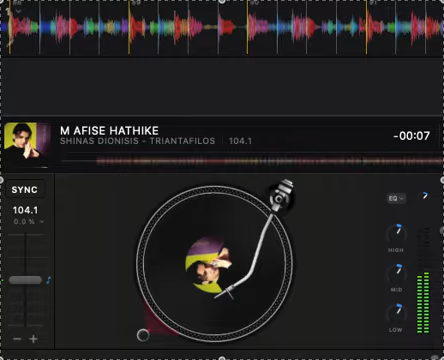 M AFISE HATHIKE
SHINAS DIONISIS - TRIANTAFILOS 104.1
-00:07
SYNC
104.1
0.0 %
EQ
HIGH
MID
LOW